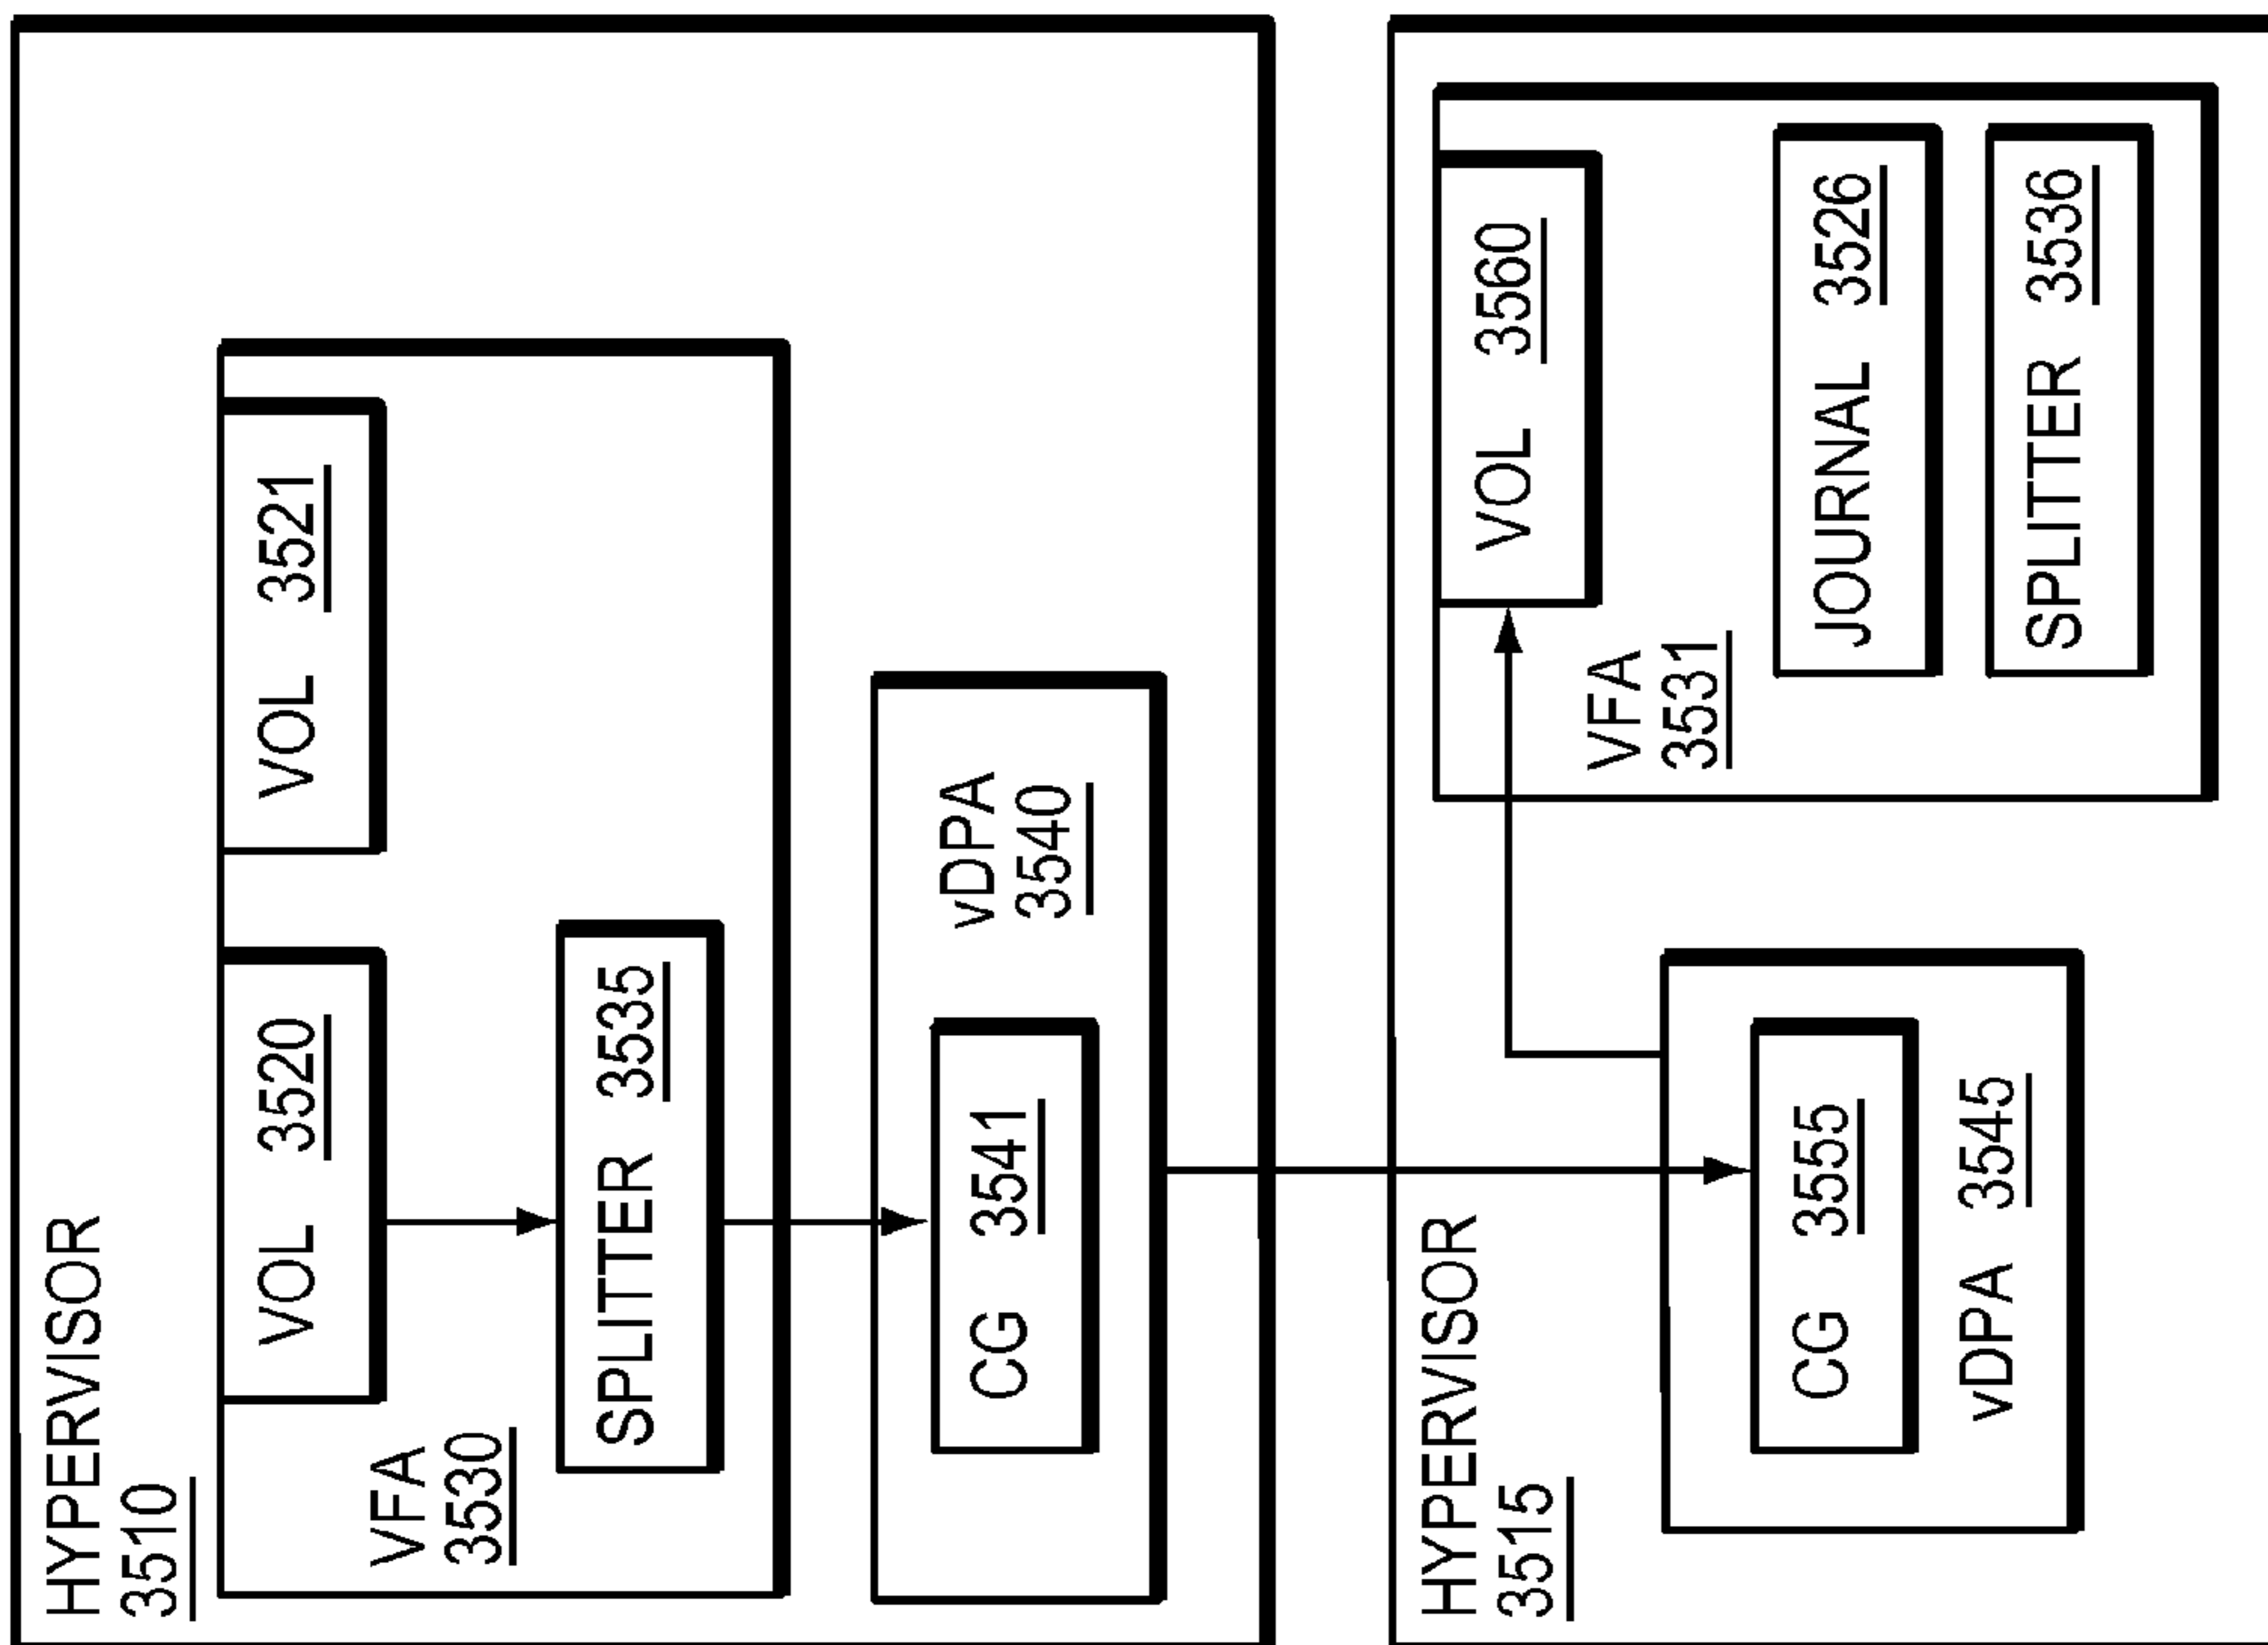 HYPERVISOR
3510
VOL 3520
VOL 3521
VFA
3530
SPLITTER 3535
CG 3541
vDPA
3540
HYPERVISOR
3515
VOL 3560
VFA
3531
JOURNAL 3526
SPLITTER 3536
CG 3555
vDPA 3545